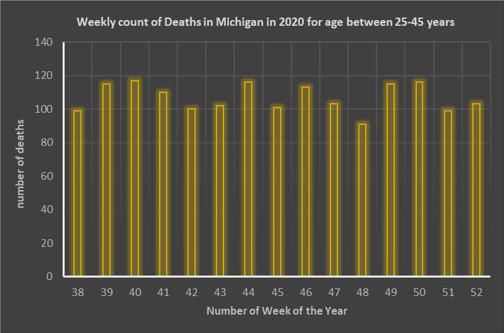 Weekly count of Deaths in Michigan in 2020 for age between 25-45 years
140
120
100
80
60
40
20
0
number of deaths
38 39 40 41 42 43 44 45 46 47 48 49 50 51 52
Number of Week of the Year